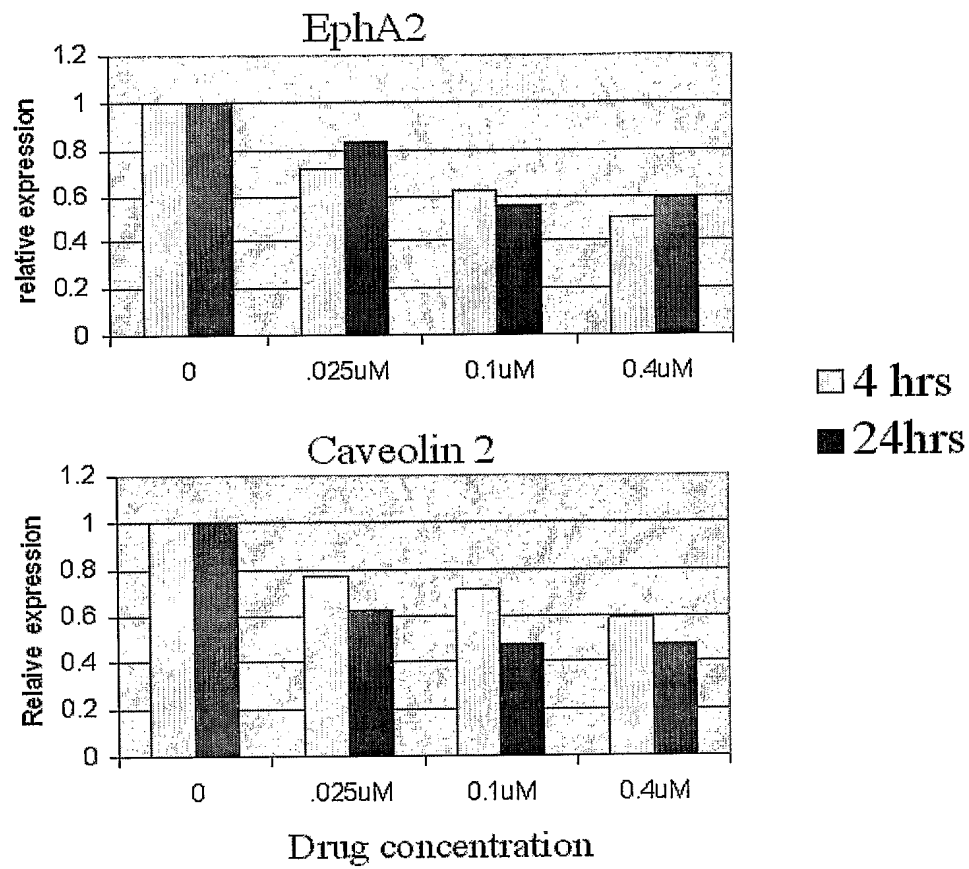 EphA2
relative expression
1.2
1
0.8
0.6
0.4
0.2
0
0 .025uM 0.1uM 0.4uM
4 hrs
24hrs
Caveolin 2
Relaive expression
1.2
1
0.8
0.6
0.4
0.2
0
0 .025uM 0.1uM 0.4uM
Drug concentration